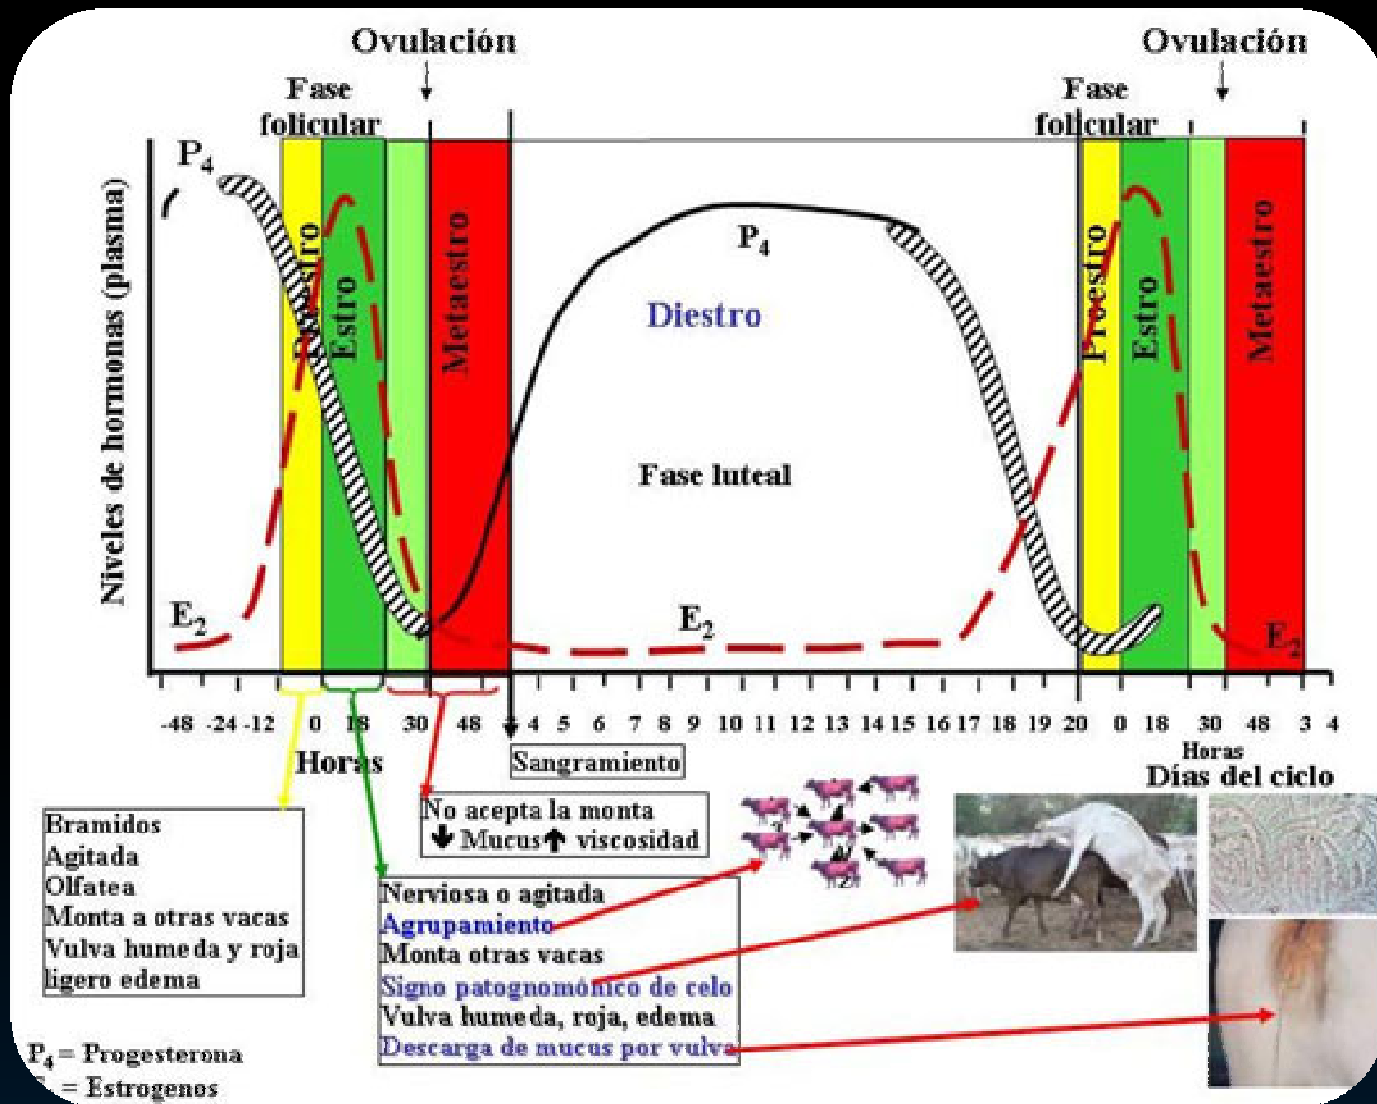 Ovulación
Ovulación
Fase
folicular
Fase
folicular
P4
Niveles de hormonas (plasma)
Estro
Metaestro
P4
Diestro
Fase luteal
Proestro
Estro
Metaestro
E2
E2
E2
-48 -24 -12 0 18 30 48 4 5 6 7 8 9 10 11 12 13 14 15 16 17 18 19 20 0 18 30 48 3 4
Horas
Sangramiento
Horas
Días del ciclo
No acepta la monta
↓ Mucus ↑ viscosidad
Bramidos
Agitada
Olfatea
Monta a otras vacas
Vulva humeda y roja
ligero edema
Nerviosa o agitada
Agrupamiento
Monta otras vacas
Signo patognomónico de celo
Vulva humeda, roja, edema
Descarga de mucus por vulva
P4 = Progesterona
= Estrogenos